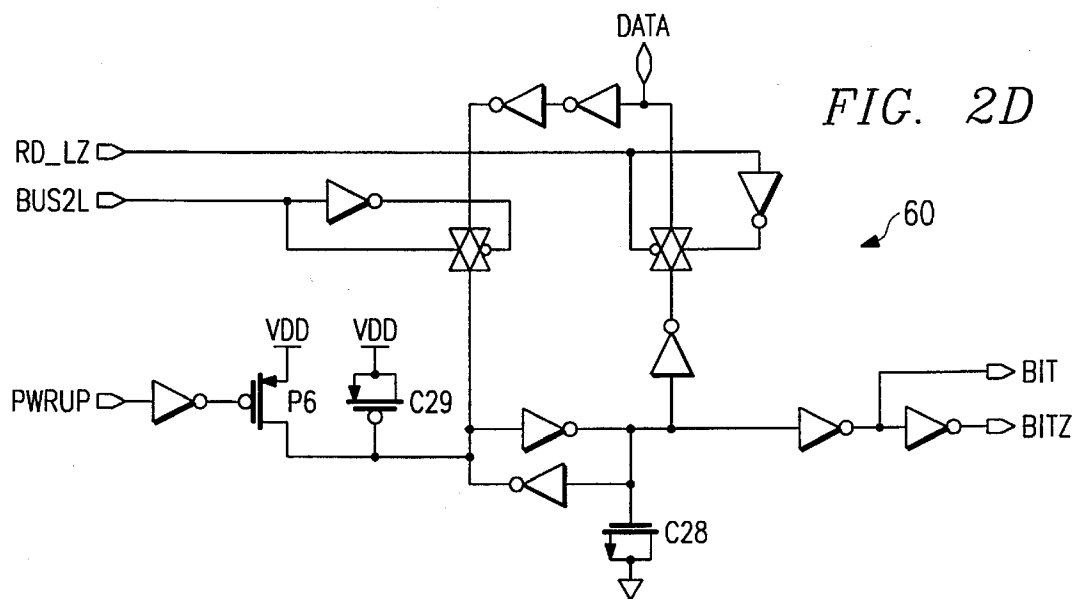 DATA
FIG. 2D
RD_LZ
BUS2L
60
VDD
VDD
PWRUP
P6
C29
BIT
BITZ
C28